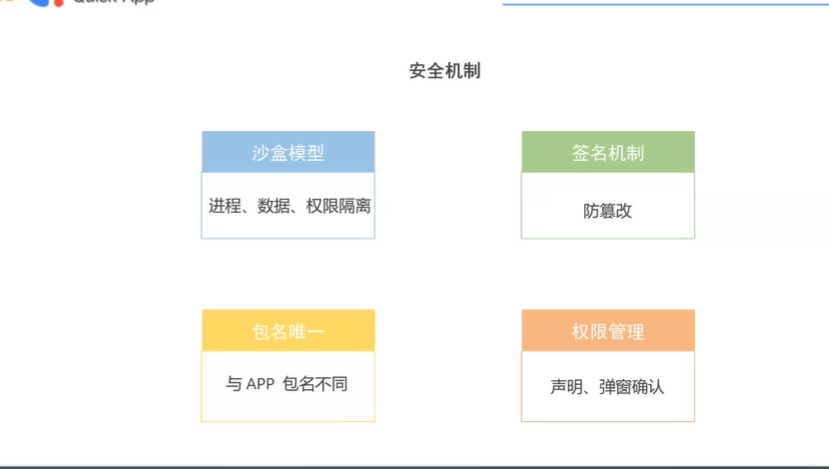 Quick App
安全机制
沙盒模型
进程、数据、权限隔离
签名机制
防篡改
包名唯一
与 APP 包名不同
权限管理
声明、弹窗确认